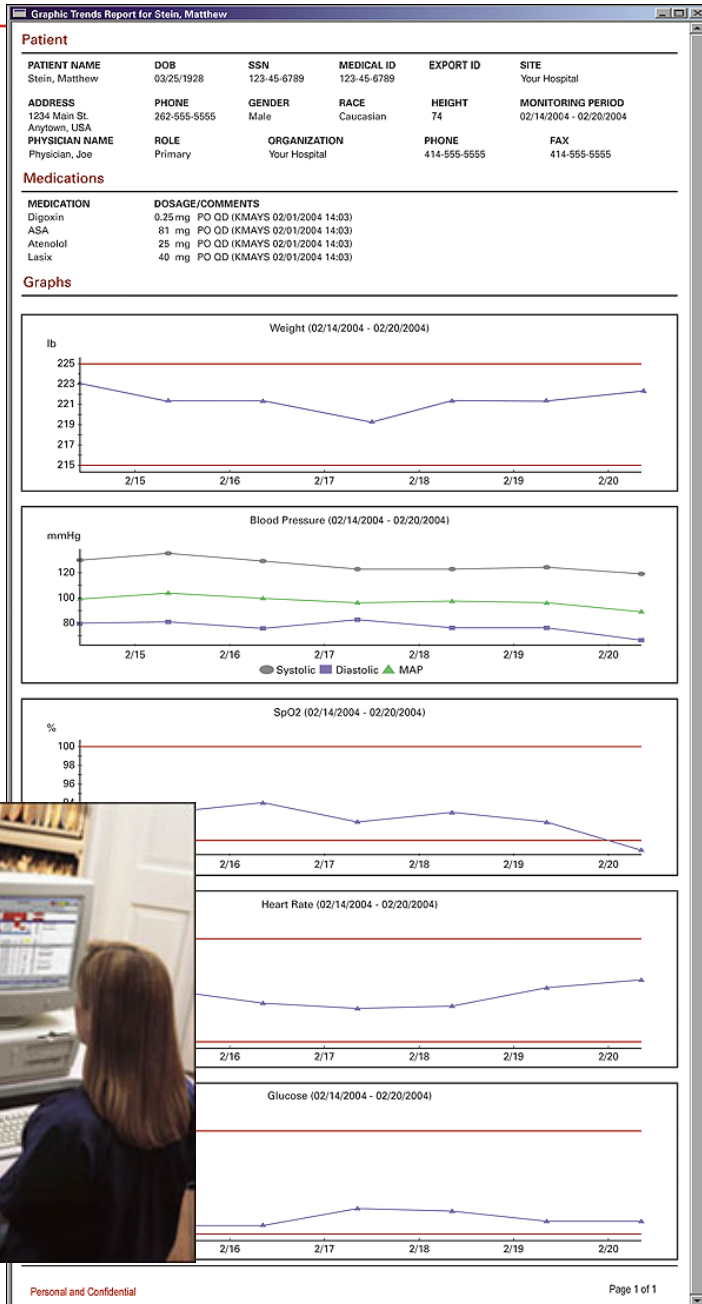 Graphic Trends Report for Stein, Matthew
Patient
PATIENT NAME DOB SSN MEDICAL ID EXPORT ID SITE
Stein, Matthew 03/25/1928 123-45-6789 123-45-6789 Your Hospital
ADDRESS PHONE GENDER RACE HEIGHT MONITORING PERIOD
1234 Main St. 262-555-5555 Male Caucasian 74 02/14/2004 - 02/20/2004
Anytown, USA
PHYSICIAN NAME ROLE ORGANIZATION PHONE FAX
Physician, Joe Primary Your Hospital 414-555-5555 414-555-5555
Medications
MEDICATION DOSAGE/COMMENTS
Digoxin 0.25 mg PO QD (KMAYS 02/01/2004 14:03)
ASA 81 mg PO QD (KMAYS 02/01/2004 14:03)
Atenolol 25 mg PO QD (KMAYS 02/01/2004 14:03)
Lasix 40 mg PO QD (KMAYS 02/01/2004 14:03)
Graphs
Weight (02/14/2004 - 02/20/2004)
lb
225
223
221
219
217
215
2/15 2/16 2/17 2/18 2/19 2/20
Blood Pressure (02/14/2004 - 02/20/2004)
mmHg
120
100
80
2/15 2/16 2/17 2/18 2/19 2/20
Systolic Diastolic MAP
SpO2 (02/14/2004 - 02/20/2004)
%
100
98
96
94
2/16 2/17 2/18 2/19 2/20
Heart Rate (02/14/2004 - 02/20/2004)
2/16 2/17 2/18 2/19 2/20
Glucose (02/14/2004 - 02/20/2004)
2/16 2/17 2/18 2/19 2/20
Personal and Confidential Page 1 of 1